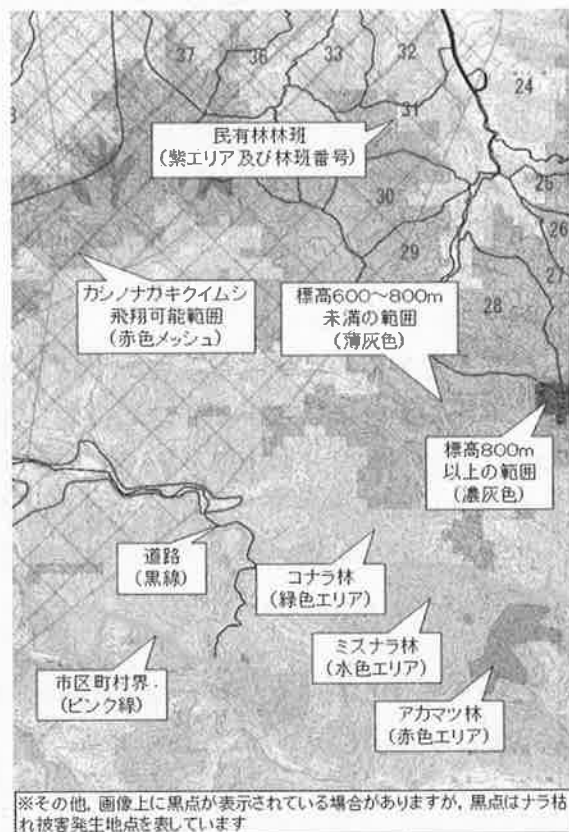 37
36
33
32
24
31
民有林林班
(紫エリア及び林班番号)
30
25
29
26
27
28
カシノナガキクイムシ
飛翔可能範囲
(赤色メッシュ)
標高600～800m
未満の範囲
(薄灰色)
標高800m
以上の範囲
(濃灰色)
道路
(黒線)
コナラ林
(緑色エリア)
ミズナラ林
(水色エリア)
市区町村界
(ピンク線)
アカマツ林
(赤色エリア)
※その他、画像上に黒点が表示されている場合がありますが、黒点はナラ枯
れ被害発生地点を表しています